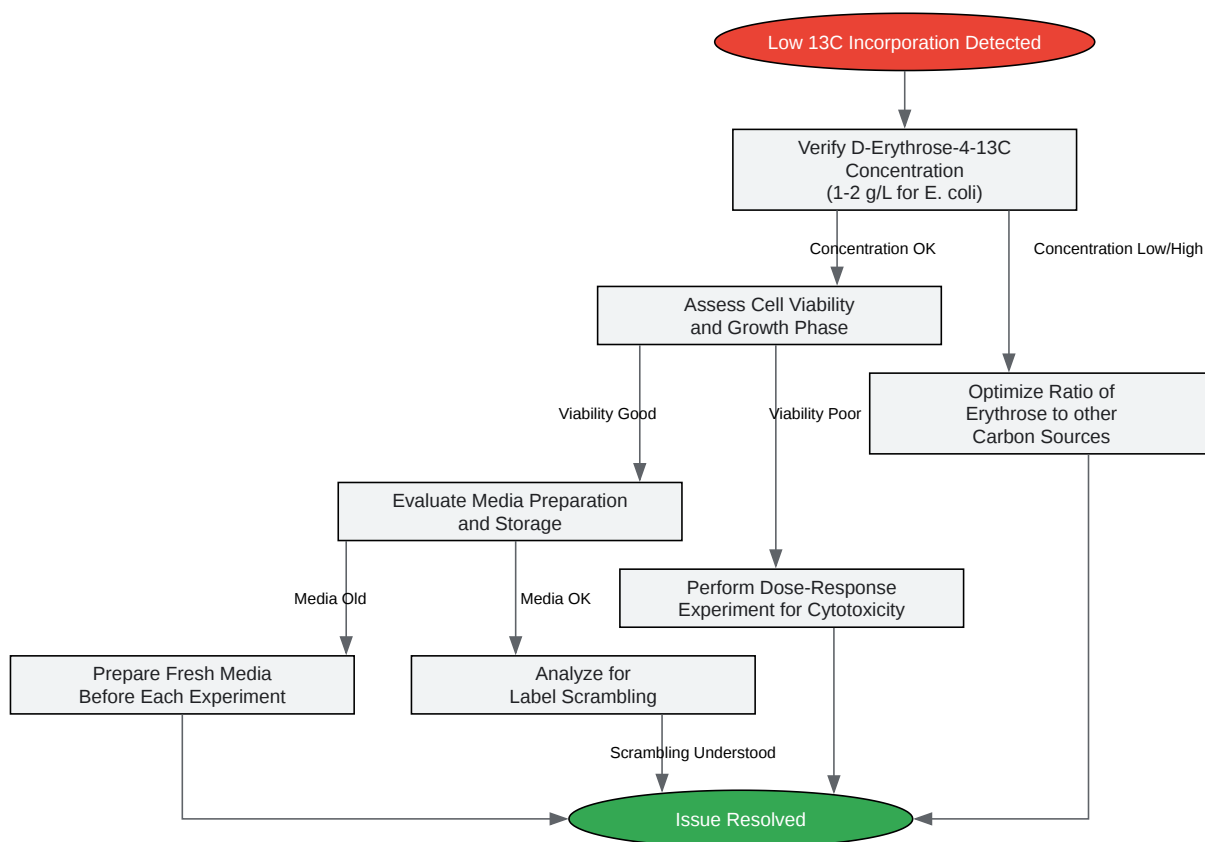 Low 13C Incorporation Detected
Verify D-Erythrose-4-13C
Concentration
(1-2 g/L for E. coli)
Concentration OK
Concentration Low/High
Assess Cell Viability
and Growth Phase
Optimize Ratio of
Erythrose to other
Carbon Sources
Viability Good
Viability Poor
Evaluate Media Preparation
and Storage
Perform Dose-Response
Experiment for Cytotoxicity
Media Old
Media OK
Prepare Fresh Media
Before Each Experiment
Analyze for
Label Scrambling
Scrambling Understood
Issue Resolved